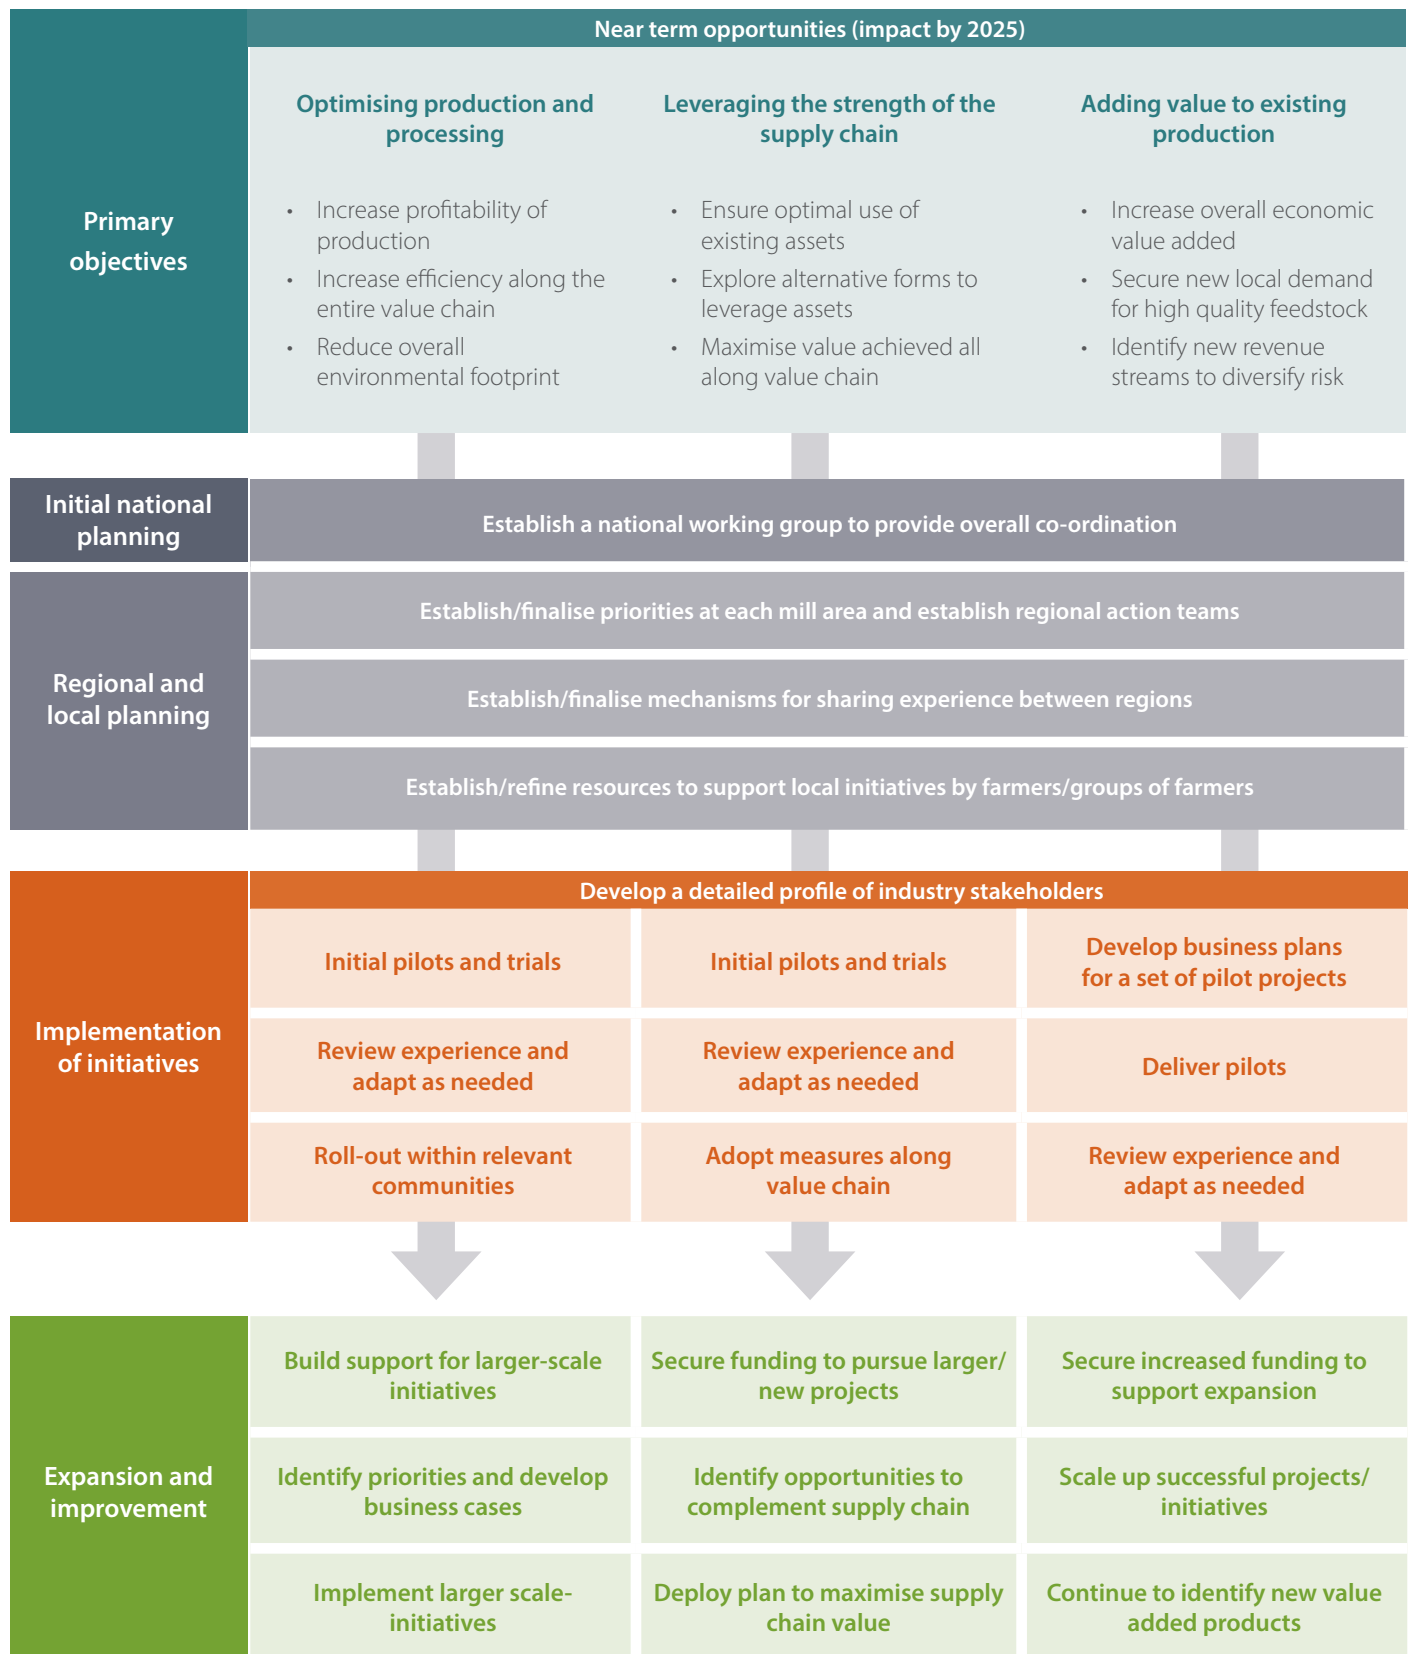 Near term opportunities (impact by 2025)
Primary
objectives
Optimising production and
processing
• Increase profitability of
production
• Increase efficiency along the
entire value chain
• Reduce overall
environmental footprint
Leveraging the strength of the
supply chain
• Ensure optimal use of
existing assets
• Explore alternative forms to
leverage assets
• Maximise value achieved all
along value chain
Adding value to existing
production
• Increase overall economic
value added
• Secure new local demand
for high quality feedstock
• Identify new revenue
streams to diversify risk
Initial national
planning
Establish a national working group to provide overall co-ordination
Regional and
local planning
Establish/finalise priorities at each mill area and establish regional action teams
Establish/finalise mechanisms for sharing experience between regions
Establish/refine resources to support local initiatives by farmers/groups of farmers
Implementation
of initiatives
Develop a detailed profile of industry stakeholders
Initial pilots and trials
Initial pilots and trials
Develop business plans
for a set of pilot projects
Review experience and
adapt as needed
Review experience and
adapt as needed
Deliver pilots
Roll-out within relevant
communities
Adopt measures along
value chain
Review experience and
adapt as needed
Expansion and
improvement
Build support for larger-scale
initiatives
Secure funding to pursue larger/
new projects
Secure increased funding to
support expansion
Identify priorities and develop
business cases
Identify opportunities to
complement supply chain
Scale up successful projects/
initiatives
Implement larger scale-
initiatives
Deploy plan to maximise supply
chain value
Continue to identify new value
added products